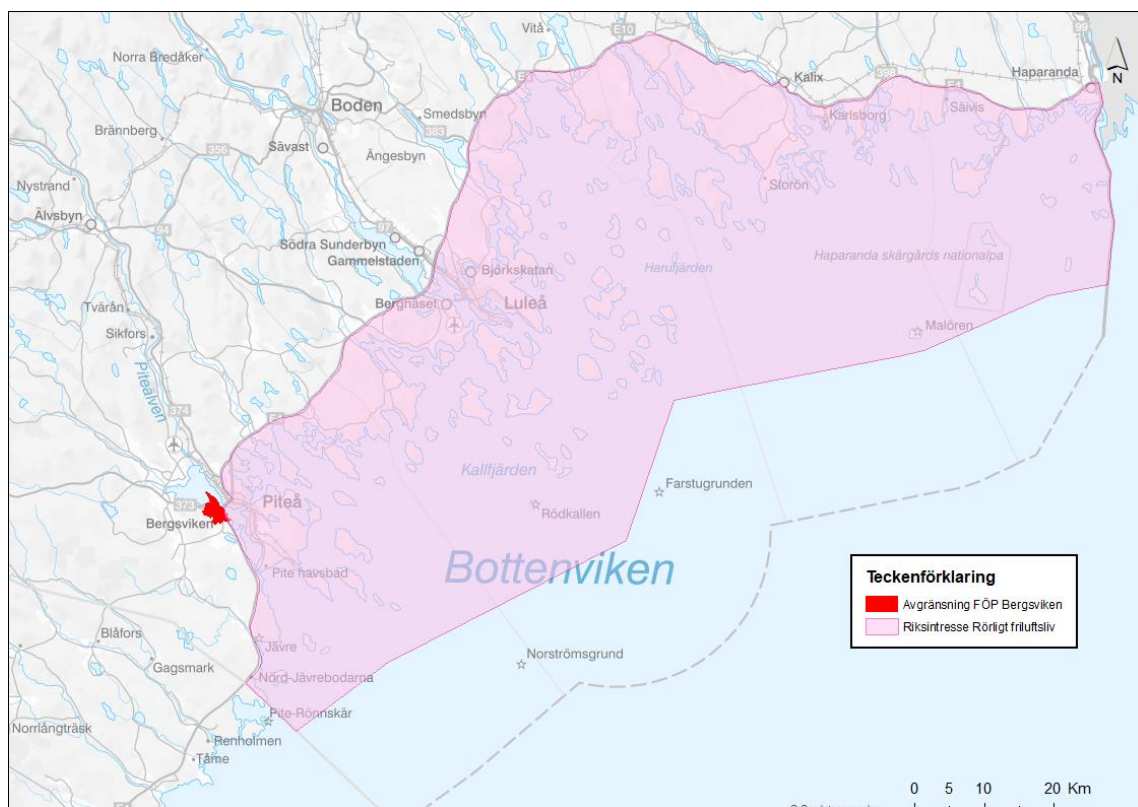 Vitå
E10
99
Norra Bredåker
N
Kalix
398
E4
Haparanda
Boden
Smedsbyn
Säivis
383
Karlsborg
Brännberg
Sävast
356
Ängesbyn
Nystrand
Storön
Älvsbyn
94
97
Södra Sunderbyn
Gammelstaden
Haparanda skärgårds nationalpa
Björkskatan
Harufjärden
Bergnäset
Luleå
Tvärån
Sikfors
Malören
Piteälven
374
E4
Kallfjärden
Farstugrunden
373
Piteå
Rödkallen
Bergsviken
Bottenviken
Pite havsbad
Teckenförklaring
Avgränsning FÖP Bergsviken
Riksintresse Rörligt friluftsliv
Blåfors
Jävre
Gagsmark
Norströmsgrund
Nord-Jävrebodarna
Pite-Rönnskär
Norrlångträsk
Renholmen
Tåme
0 5 10 20 Km